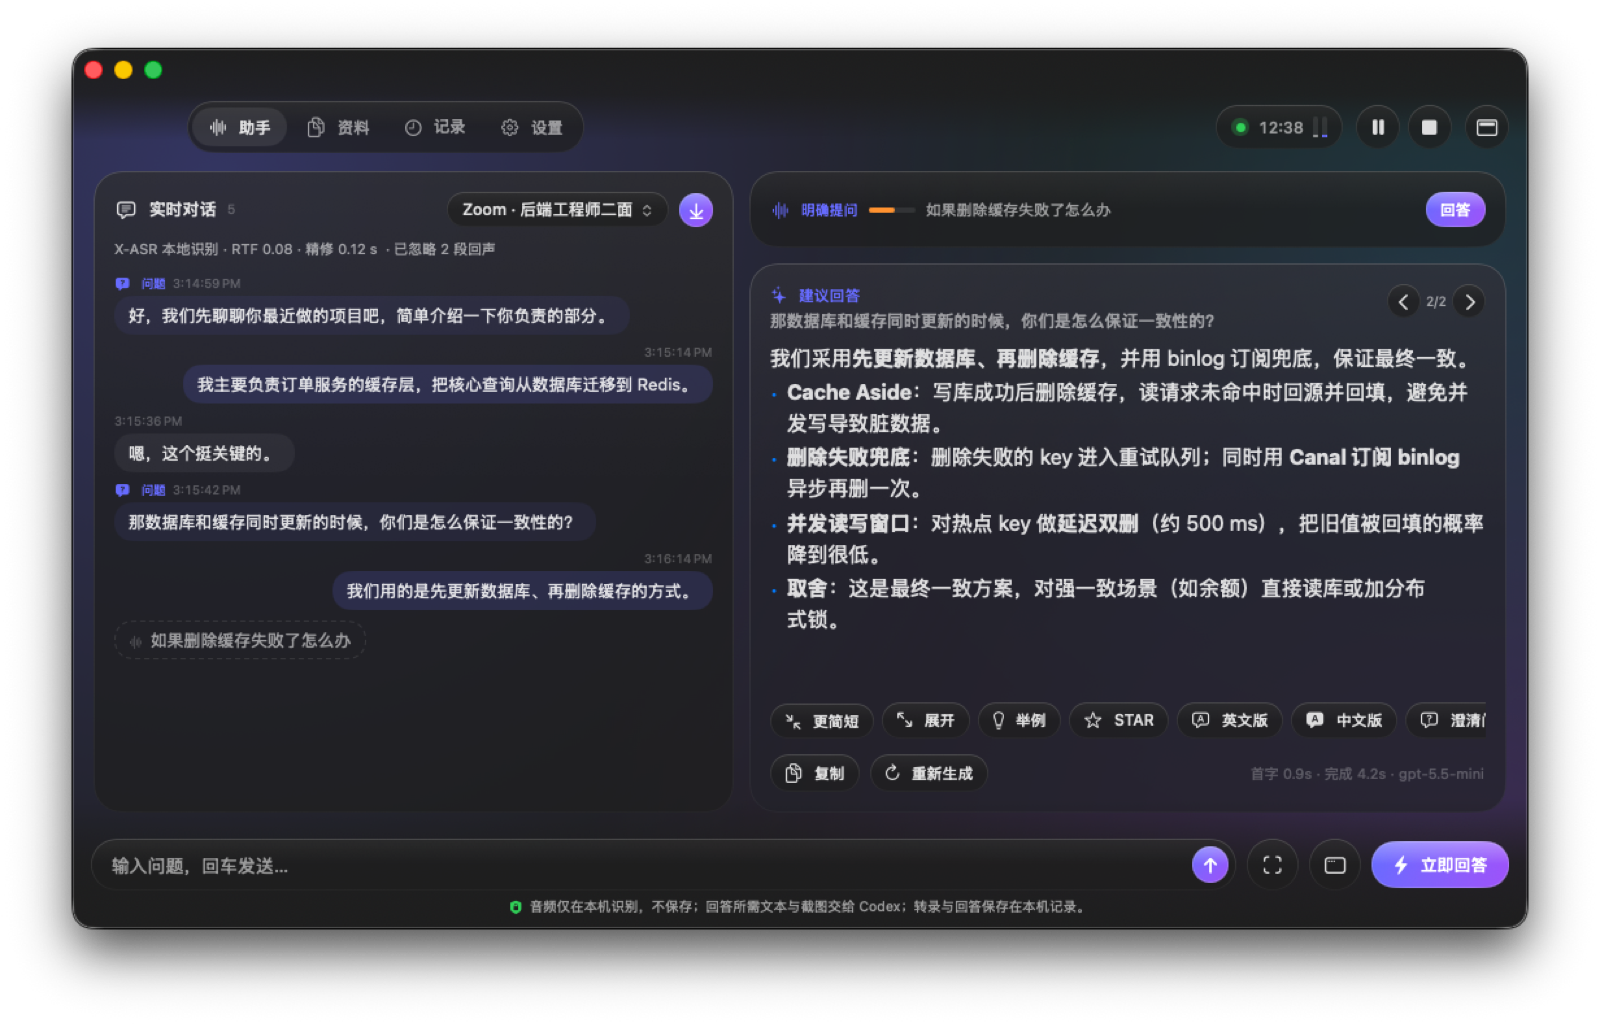 助手
资料
记录
设置
12:38
实时对话 5
Zoom · 后端工程师二面
X-ASR 本地识别 · RTF 0.08 · 精修 0.12 s · 已忽略 2 段回声
问题 3:14:59 PM
好，我们先聊聊你最近做的项目吧，简单介绍一下你负责的部分。
3:15:14 PM
我主要负责订单服务的缓存层，把核心查询从数据库迁移到 Redis。
3:15:36 PM
嗯，这个挺关键的。
问题 3:15:42 PM
那数据库和缓存同时更新的时候，你们是怎么保证一致性的？
3:16:14 PM
我们用的是先更新数据库、再删除缓存的方式。
如果删除缓存失败了怎么办
明确提问 如果删除缓存失败了怎么办
回答
建议回答
2/2
那数据库和缓存同时更新的时候，你们是怎么保证一致性的？
我们采用先更新数据库、再删除缓存，并用 binlog 订阅兜底，保证最终一致。
Cache Aside：写库成功后删除缓存，读请求未命中时回源并回填，避免并
发写导致脏数据。
删除失败兜底：删除失败的 key 进入重试队列；同时用 Canal 订阅 binlog
异步再删一次。
并发读写窗口：对热点 key 做延迟双删（约 500 ms），把旧值被回填的概率
降到很低。
取舍：这是最终一致方案，对强一致场景（如余额）直接读库或加分布
式锁。
更简短
展开
举例
STAR
英文版
中文版
澄清
复制
重新生成
首字 0.9s · 完成 4.2s · gpt-5.5-mini
输入问题，回车发送...
立即回答
音频仅在本机识别，不保存；回答所需文本与截图交给 Codex；转录与回答保存在本机记录。